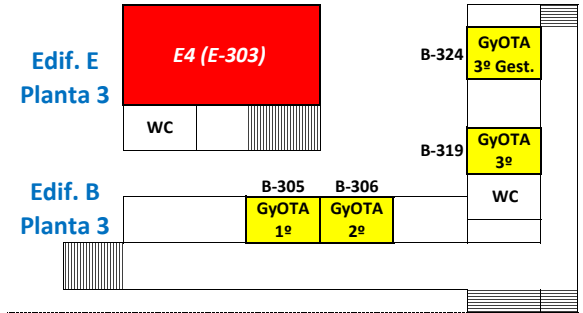 Edif. E
Planta 3
E4 (E-303)
WC
B-324
GyOTA
3º Gest.
B-319
GyOTA
3º
WC
Edif. B
Planta 3
B-305
GyOTA
1º
B-306
GyOTA
2º